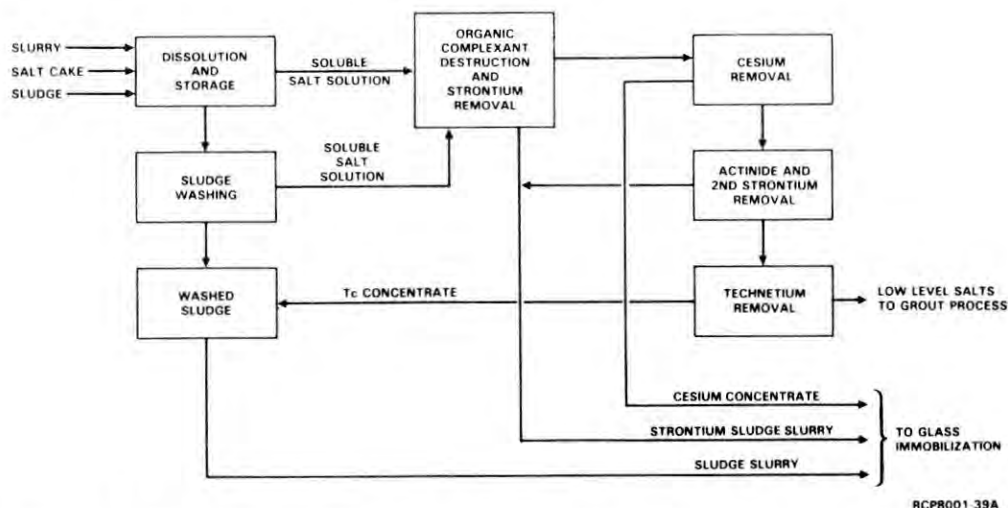 SLURRY
SALT CAKE
SLUDGE
DISSOLUTION
AND
STORAGE
SOLUBLE
SALT SOLUTION
ORGANIC
COMPLEXANT
DESTRUCTION
AND
STRONTIUM
REMOVAL
CESIUM
REMOVAL
SLUDGE
WASHING
SOLUBLE
SALT
SOLUTION
ACTINIDE AND
2ND STRONTIUM
REMOVAL
WASHED
SLUDGE
Tc CONCENTRATE
TECHNETIUM
REMOVAL
LOW LEVEL SALTS
TO GROUT PROCESS
CESIUM CONCENTRATE
STRONTIUM SLUDGE SLURRY
SLUDGE SLURRY
TO GLASS
IMMOBILIZATION
RCP8001-39A